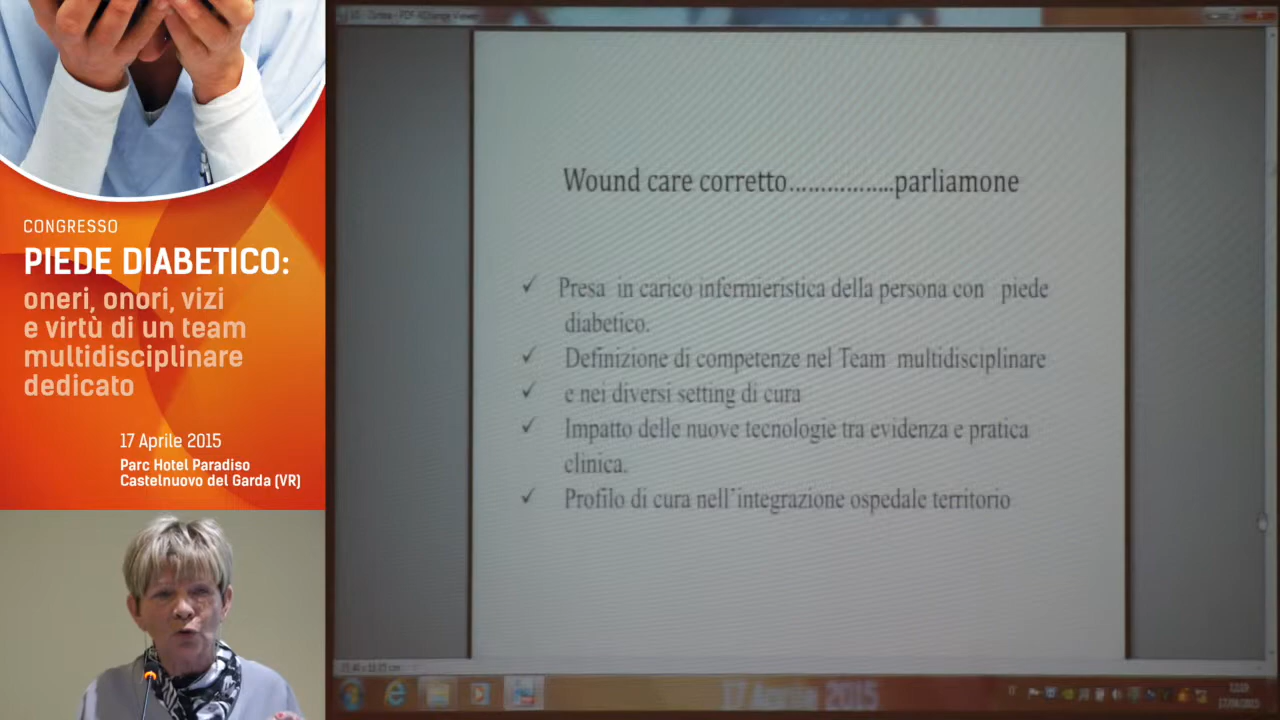 CONGRESSO
PIEDE DIABETICO:
oneri, onori, vizi
e virtù di un team
multidisciplinare
dedicato
17 Aprile 2015
Parc Hotel Paradiso
Castelnuovo del Garda (VR)
Wound care corretto.................parliamone
✓ Presa in carico infermieristica della persona con piede
diabetico.
✓ Definizione di competenze nel Team multidisciplinare
✓ e nei diversi setting di cura
✓ Impatto delle nuove tecnologie tra evidenza e pratica
clinica.
✓ Profilo di cura nell'integrazione ospedale territorio
17 Aprile 2015
17/04/2015